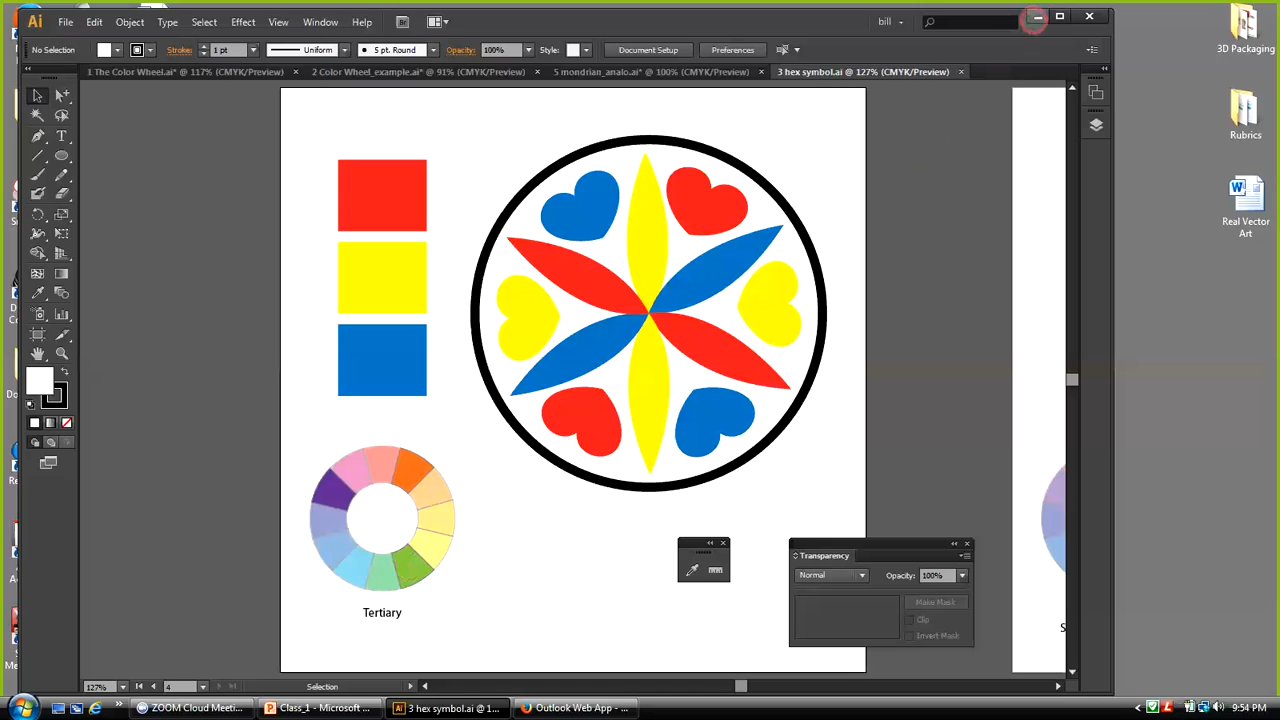 Ai File Edit Object Type Select Effect View Window Help Br bill
3D Packaging
No Selection Stroke: 1 pt Uniform 5 pt. Round Opacity: 100% Style: Document Setup Preferences
1 The Color Wheel.ai* @ 117% (CMYK/Preview) × 2 Color Wheel_example.ai* @ 91% (CMYK/Preview) × 5 mondrian_analo.ai* @ 100% (CMYK/Preview) × 3 hex symbol.ai @ 127% (CMYK/Preview) ×
Rubrics
Real Vector
Art
Transparency
Normal Opacity: 100%
Make Mask
Clip
Invert Mask
Tertiary
S
127% 4 Selection
ZOOM Cloud Meeti... Class_1 - Microsoft ... 3 hex symbol.ai @ 1... Outlook Web App - ... 9:54 PM